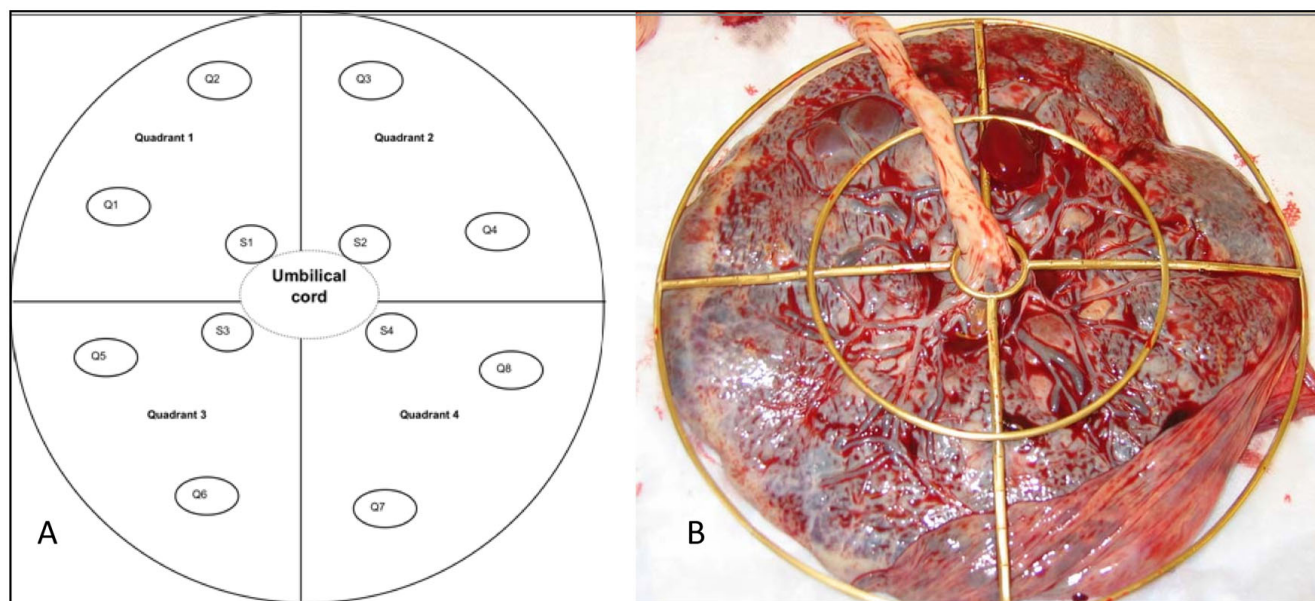 Q2
Q3
Quadrant 1
Quadrant 2
Q1
Q4
S1
S2
Umbilical
cord
S3
S4
Q5
Q8
Quadrant 3
Quadrant 4
Q6
Q7
A
B